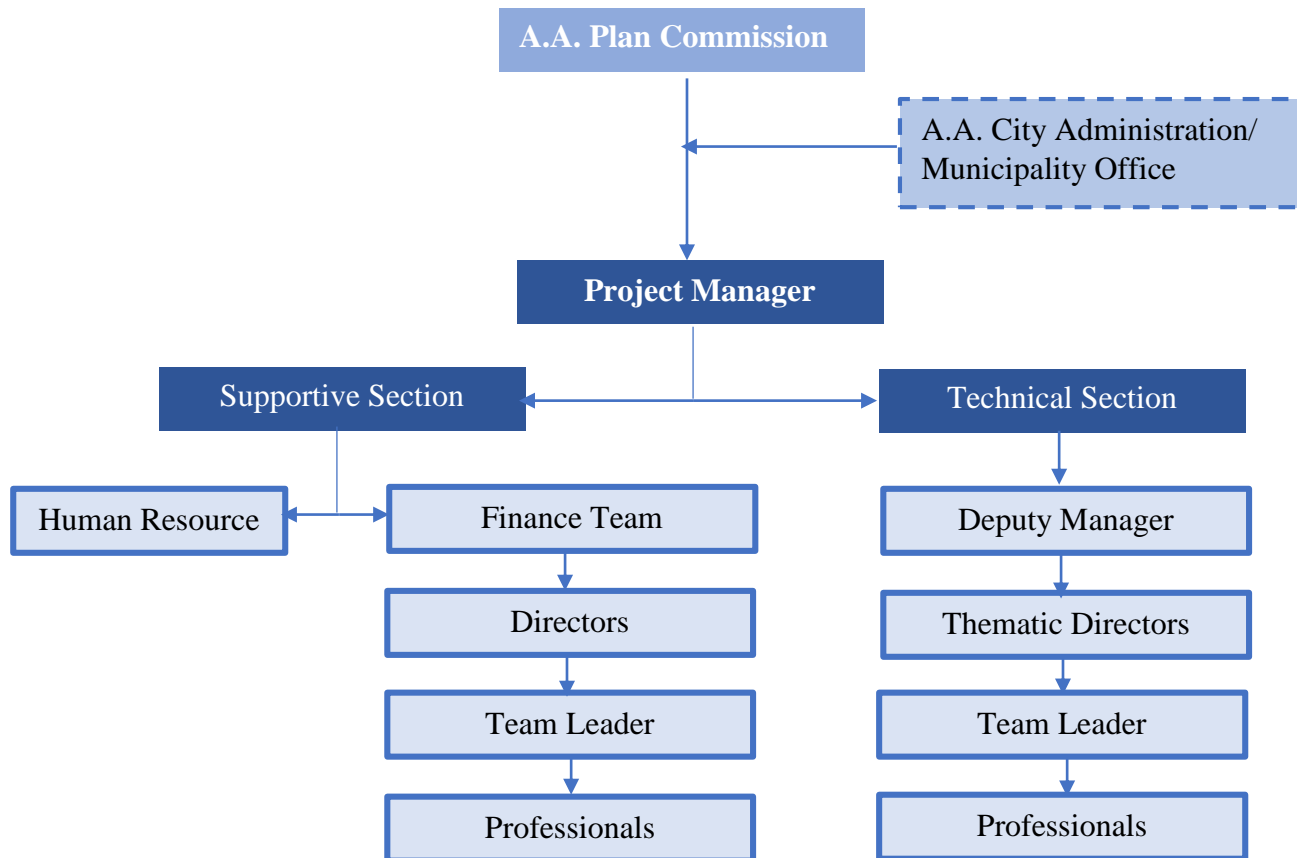 A.A. Plan Commission
A.A. City Administration/
Municipality Office
Project Manager
Supportive Section
Technical Section
Human Resource
Finance Team
Deputy Manager
Directors
Thematic Directors
Team Leader
Team Leader
Professionals
Professionals